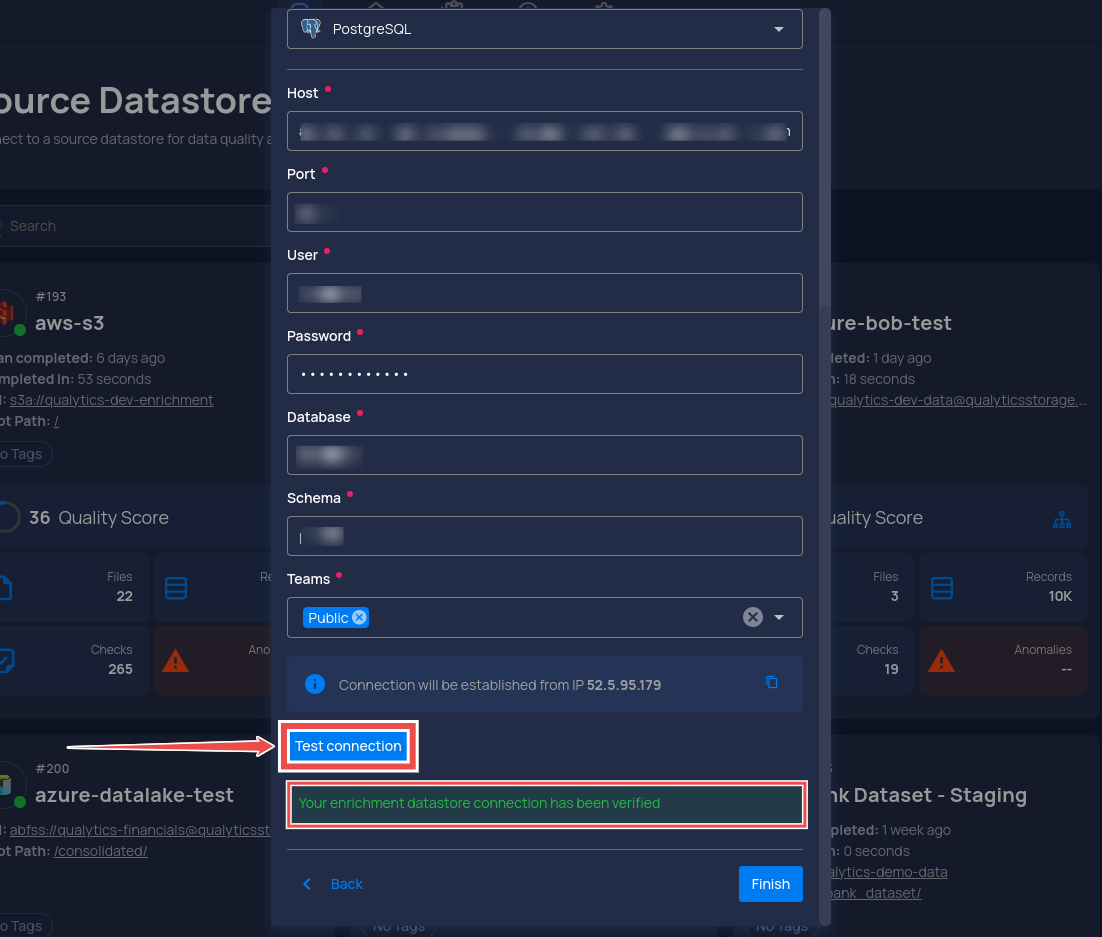 PostgreSQL
ource Datastore
nect to a source datastore for data quality a
Search
Host
Port
User
Password
Database
Schema
Teams
Public
Connection will be established from IP 52.5.95.179
Test connection
Your enrichment datastore connection has been verified
Back
Finish
#193
aws-s3
an completed: 6 days ago
mpleted In: 53 seconds
I: s3a://qualytics-dev-enrichment
ot Path: /
o Tags
36 Quality Score
Files
22
Re
Checks
265
Ano
#200
azure-datalake-test
I: abfss://qualytics-financials@qualyticsst
ot Path: /consolidated/
o Tags
No Tags
ure-bob-test
leted: 1 day ago
n: 18 seconds
qualytics-dev-data@qualyticsstorage....
uality Score
Files
3
Records
10K
Checks
19
Anomalies
--
nk Dataset - Staging
pleted: 1 week ago
n: 0 seconds
alytics-demo-data
bank_dataset/
No Tags